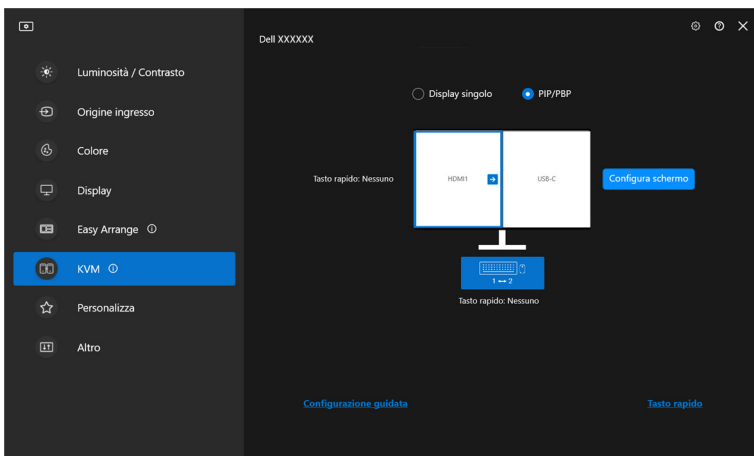 Dell XXXXXX
Luminosità / Contrasto
Origine ingresso
Colore
Display
Easy Arrange
KVM
Personalizza
Altro
Display singolo
PIP/PBP
Tasto rapido: Nessuno
HDMI1
USB-C
Configura schermo
1 ↔ 2
Tasto rapido: Nessuno
Configurazione guidata
Tasto rapido